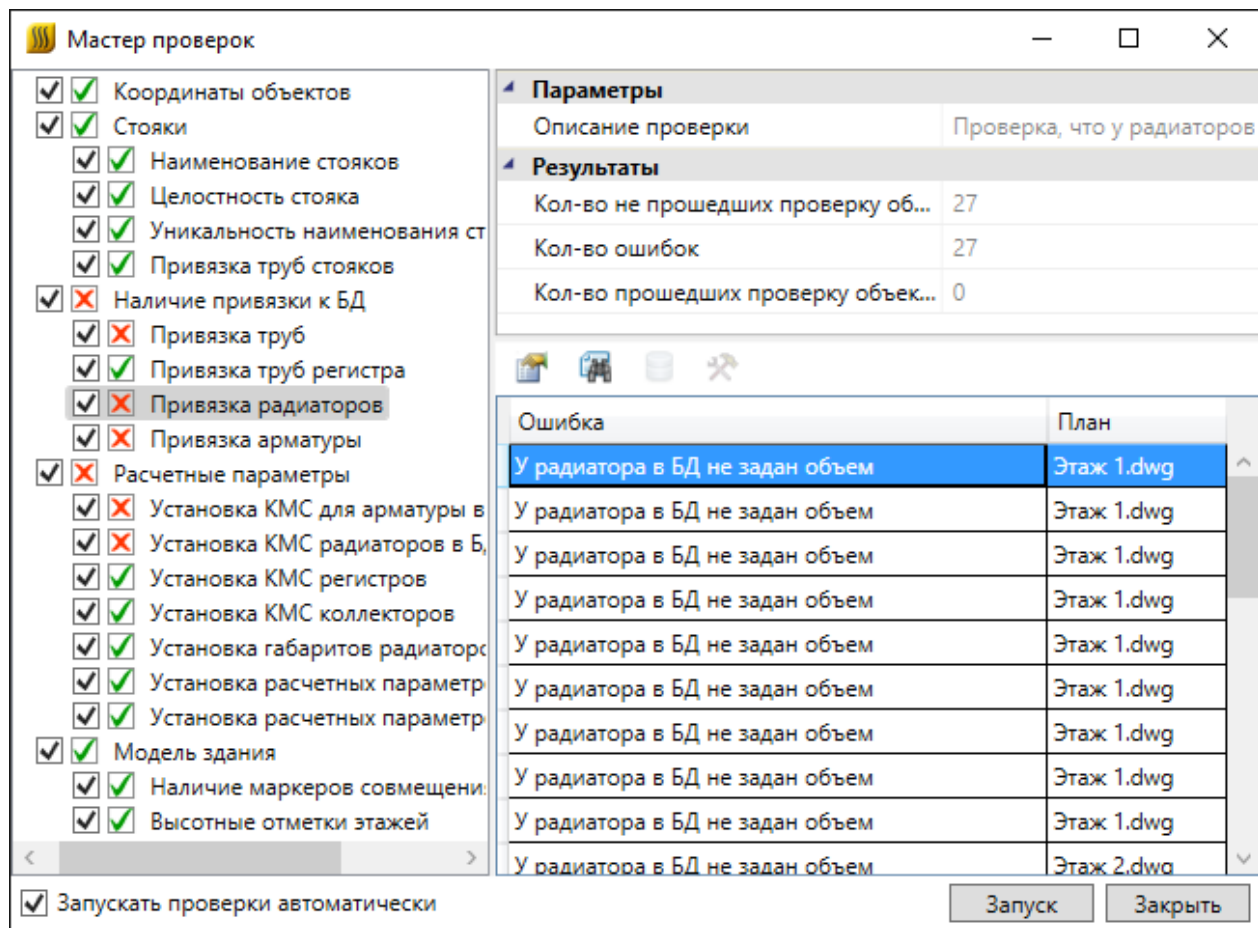 Мастер проверок
Координаты объектов
Стояки
Наименование стояков
Целостность стояка
Уникальность наименования ст
Привязка труб стояков
Наличие привязки к БД
Привязка труб
Привязка труб регистра
Привязка радиаторов
Привязка арматуры
Расчетные параметры
Установка КМС для арматуры в
Установка КМС радиаторов в Б
Установка КМС регистров
Установка КМС коллекторов
Установка габаритов радиаторо
Установка расчетных параметр
Установка расчетных параметр
Модель здания
Наличие маркеров совмещени
Высотные отметки этажей
Параметры
Описание проверки Проверка, что у радиаторов
Результаты
Кол-во не прошедших проверку об... 27
Кол-во ошибок 27
Кол-во прошедших проверку объек... 0
Ошибка План
У радиатора в БД не задан объем Этаж 1.dwg
У радиатора в БД не задан объем Этаж 1.dwg
У радиатора в БД не задан объем Этаж 1.dwg
У радиатора в БД не задан объем Этаж 1.dwg
У радиатора в БД не задан объем Этаж 1.dwg
У радиатора в БД не задан объем Этаж 1.dwg
У радиатора в БД не задан объем Этаж 1.dwg
У радиатора в БД не задан объем Этаж 1.dwg
У радиатора в БД не задан объем Этаж 1.dwg
У радиатора в БД не задан объем Этаж 2.dwg
Запускать проверки автоматически
Запуск Закрыть